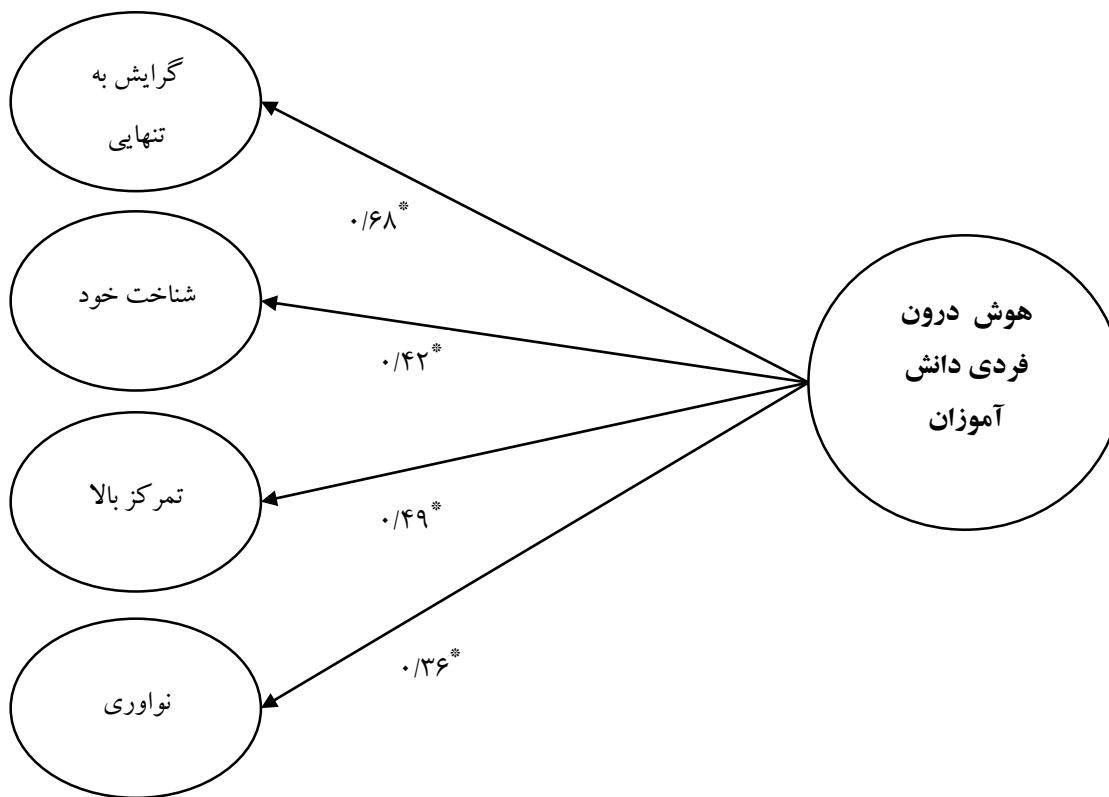 گرایش به
تنهایی
۰/۶۸*
شناخت خود
۰/۴۲*
هوش درون
فردی دانش
آموزان
تمرکز بالا
۰/۴۹*
نواوری
۰/۳۶*